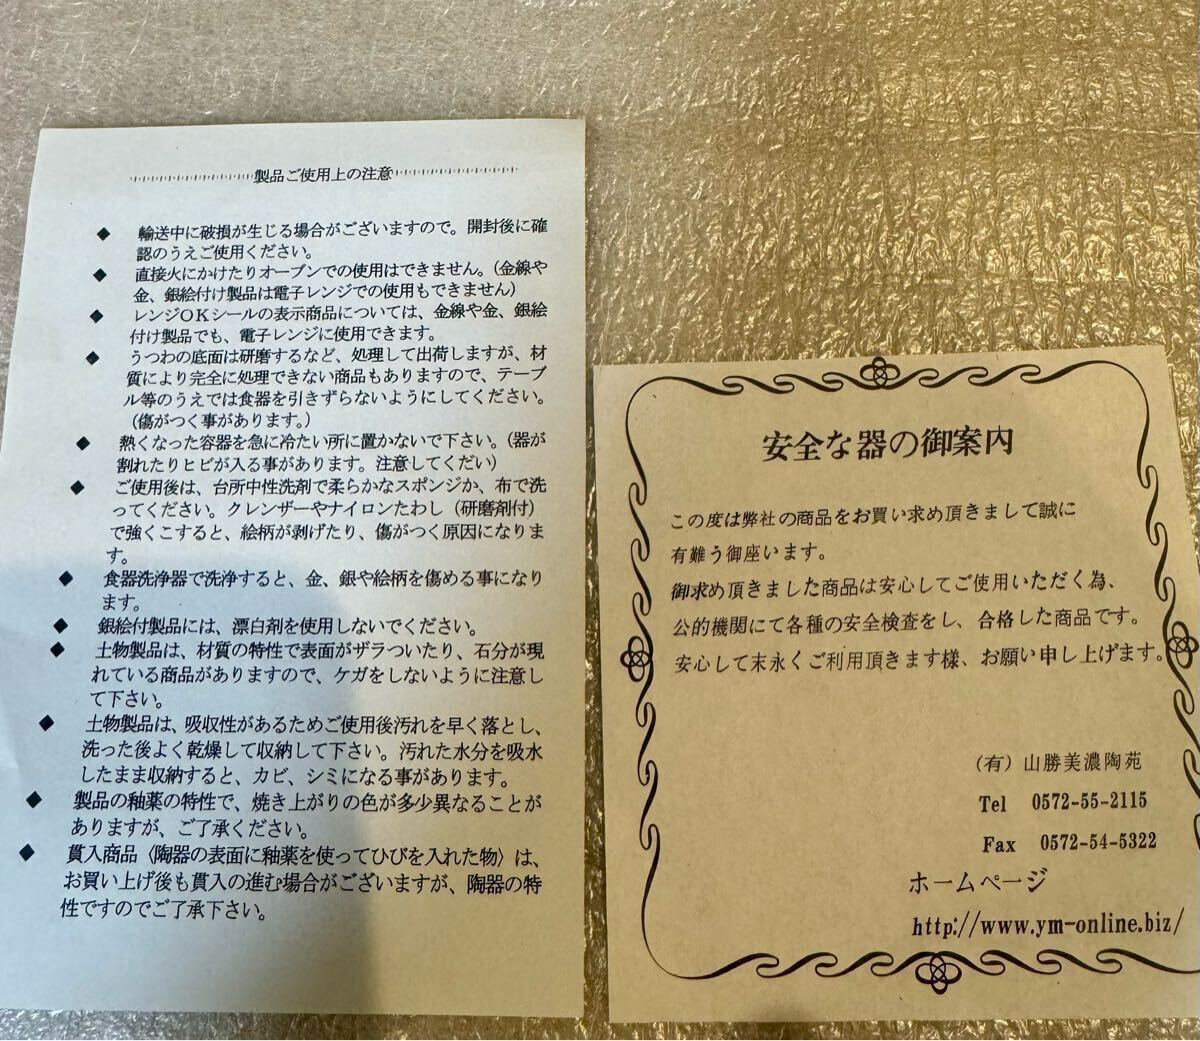 製品ご使用上の注意
◆ 輸送中に破損が生じる場合がございますので。開封後に確
認のうえご使用ください。
◆ 直接火にかけたりオーブンでの使用はできません。(金線や
金、銀絵付け製品は電子レンジでの使用もできません)
◆ レンジOKシールの表示商品については、金線や金、銀絵
付け製品でも、電子レンジに使用できます。
◆ うつわの底面は研磨するなど、処理して出荷しますが、材
質により完全に処理できない商品もありますので、テーブ
ル等のうえでは食器を引きずらないようにしてください。
(傷がつく事があります。)
◆ 熱くなった容器を急に冷たい所に置かないで下さい。(器が
割れたりヒビが入る事があります。注意してくだい)
◆ ご使用後は、台所中性洗剤で柔らかなスポンジか、布で洗
ってください。クレンザーやナイロンたわし(研磨剤付)
で強くこすると、絵柄が剥げたり、傷がつく原因になりま
す。
◆ 食器洗浄器で洗浄すると、金、銀や絵柄を傷める事になり
ます。
◆ 銀絵付製品には、漂白剤を使用しないでください。
◆ 土物製品は、材質の特性で表面がザラついたり、石分が現
れている商品がありますので、ケガをしないように注意し
て下さい。
◆ 土物製品は、吸収性があるためご使用後汚れを早く落とし、
洗った後よく乾燥して収納して下さい。汚れた水分を吸水
したまま収納すると、カビ、シミになる事があります。
◆ 製品の釉薬の特性で、焼き上がりの色が多少異なることが
ありますが、ご了承ください。
◆ 貫入商品〈陶器の表面に釉薬を使ってひびを入れた物〉は、
お買い上げ後も貫入の進む場合がございますが、陶器の特
性ですのでご了承下さい。
安全な器の御案内
この度は弊社の商品をお買い求め頂きまして誠に
有難う御座います。
御求め頂きました商品は安心してご使用いただく為、
公的機関にて各種の安全検査をし、合格した商品です。
安心して末永くご利用頂きます様、お願い申し上げます。
(有)山勝美濃陶苑
Tel 0572-55-2115
Fax 0572-54-5322
ホームページ
http://www.ym-online.biz/